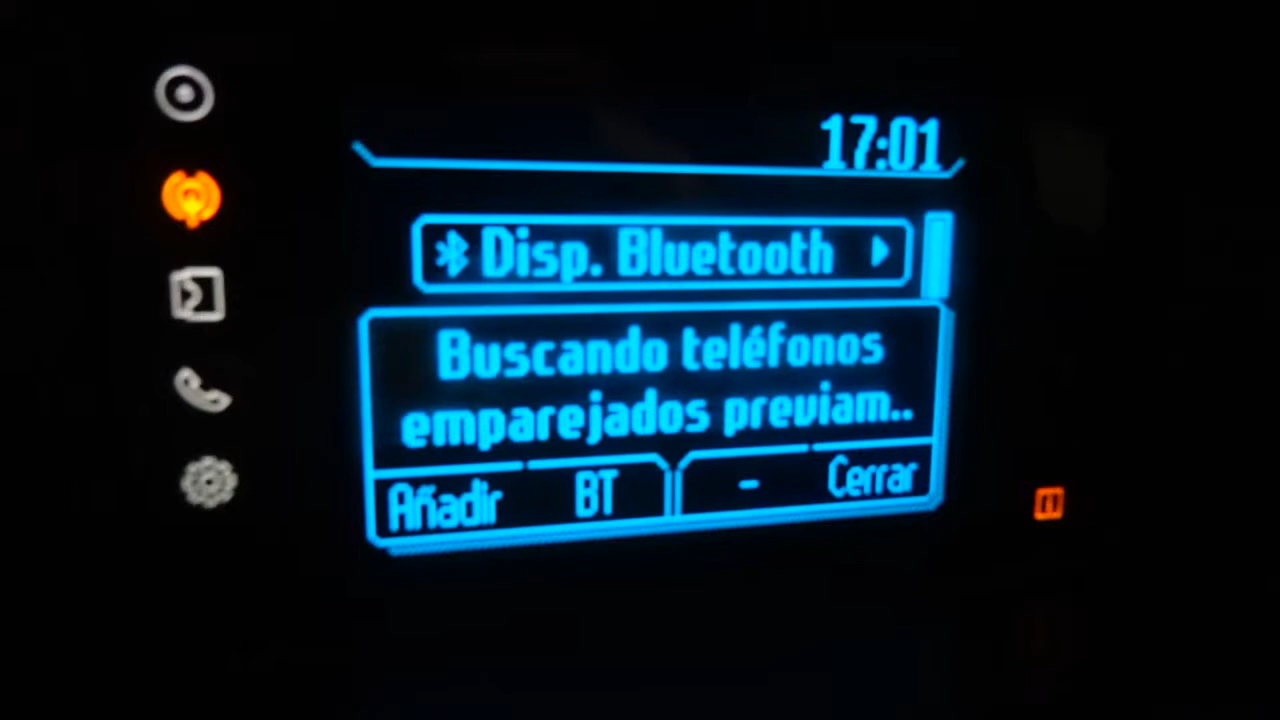 17:01
Disp. Bluetooth
Buscando teléfonos
emparejados previam..
Añadir BT - Cerrar